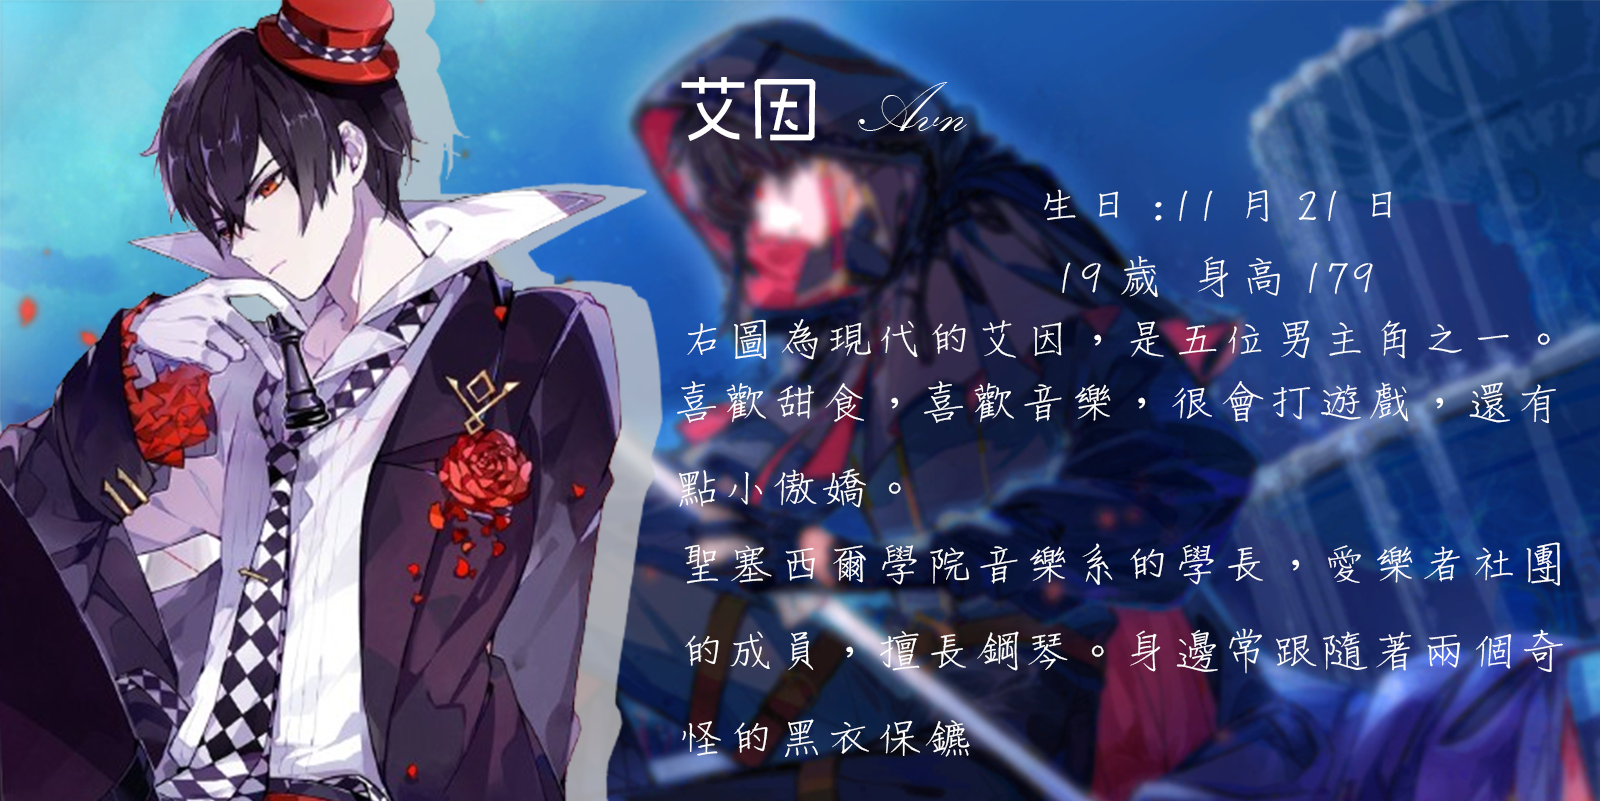 艾因 Avn
生日:11月21日
19歲 身高179
右圖為現代的艾因，是五位男主角之一。
喜歡甜食，喜歡音樂，很會打遊戲，還有
點小傲嬌。
聖塞西爾學院音樂系的學長，愛樂者社團
的成員，擅長鋼琴。身邊常跟隨著兩個奇
怪的黑衣保鑣